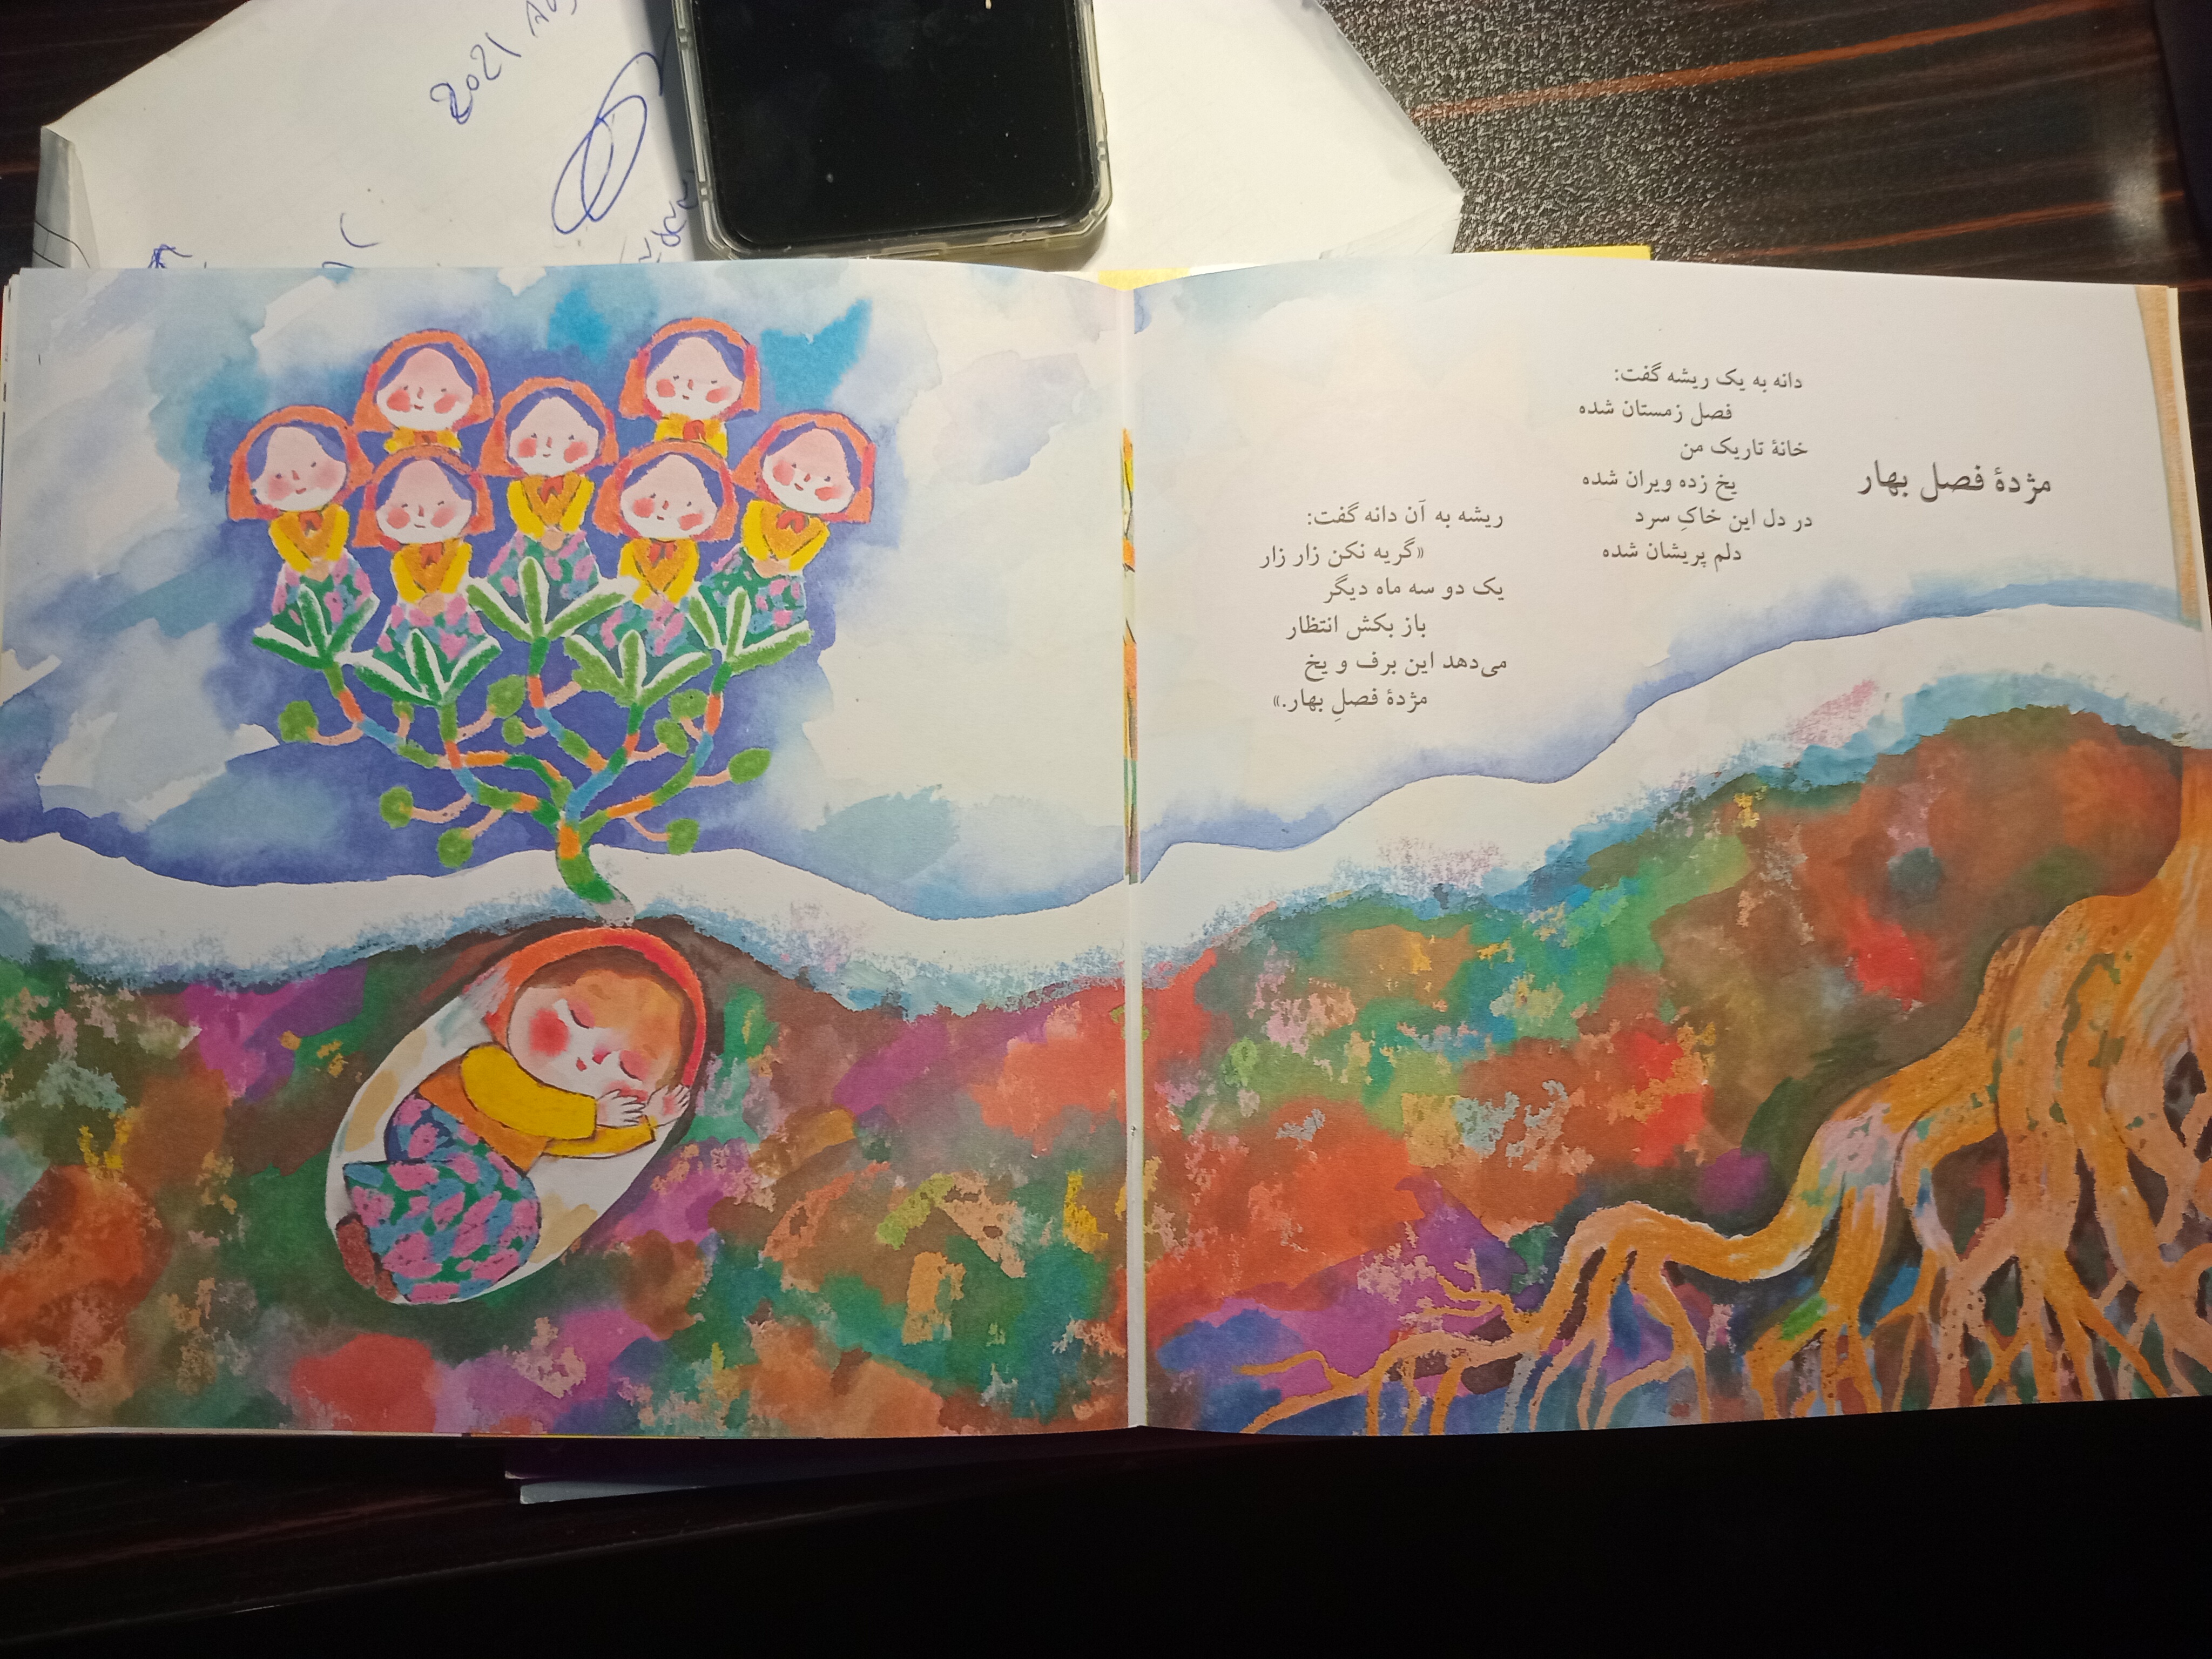 2021
مژدهٔ فصل بهار
دانه به یک ریشه گفت:
فصل زمستان شده
خانهٔ تاریک من
یخ زده ویران شده
در دل این خاکِ سرد
دلم پریشان شده
ریشه به آن دانه گفت:
«گریه نکن زار زار
یک دو سه ماه دیگر
باز بکش انتظار
می‌دهد این برف و یخ
مژدهٔ فصلِ بهار.»